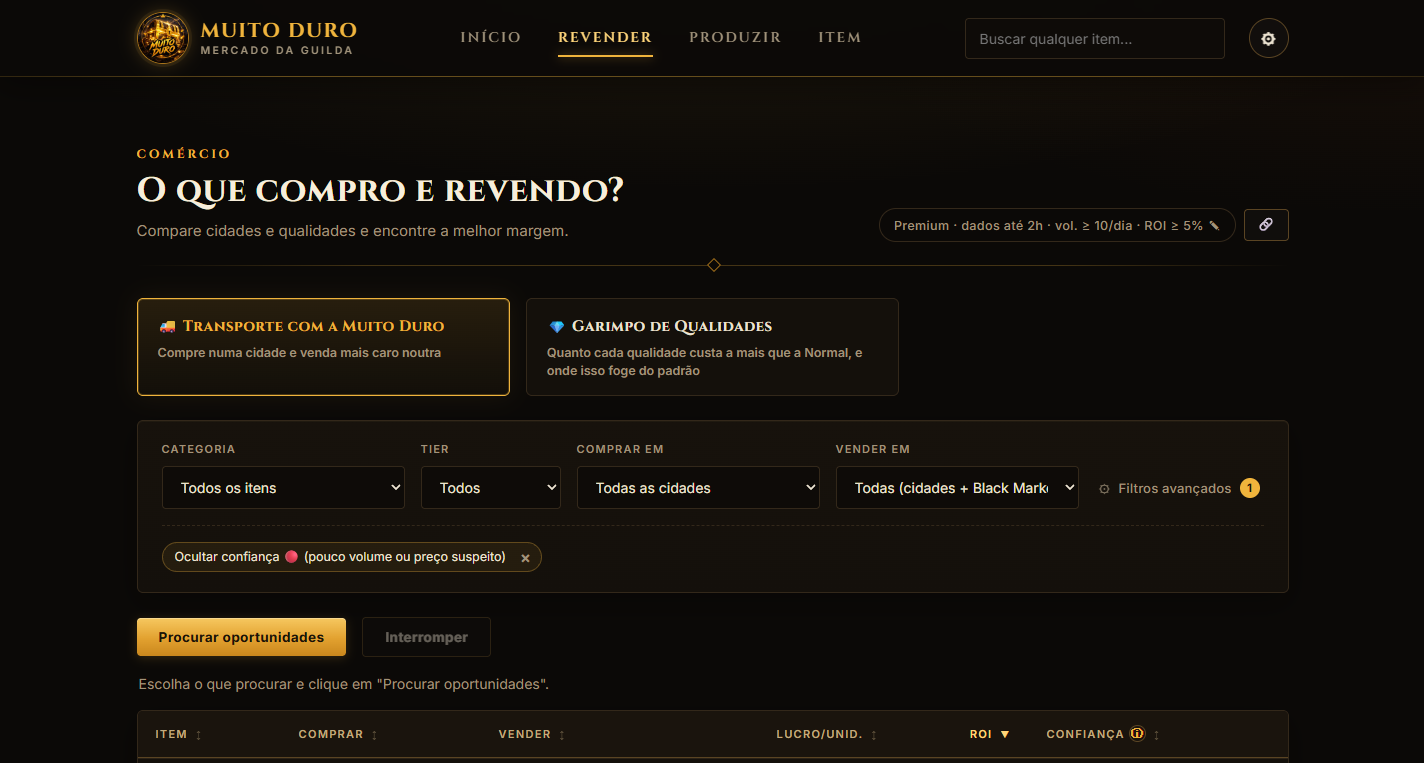 MUITO DURO
MUITO DURO
MERCADO DA GUILDA
INÍCIO
REVENDER
PRODUZIR
ITEM
Buscar qualquer item...
COMÉRCIO
O QUE COMPRO E REVENDO?
Compare cidades e qualidades e encontre a melhor margem.
Premium · dados até 2h · vol. ≥ 10/dia · ROI ≥ 5%
Transporte com a Muito Duro
Compre numa cidade e venda mais caro noutra
Garimpo de Qualidades
Quanto cada qualidade custa a mais que a Normal, e
onde isso foge do padrão
CATEGORIA
TIER
COMPRAR EM
VENDER EM
Todos os itens
Todos
Todas as cidades
Todas (cidades + Black Mark
Filtros avançados 1
Ocultar confiança (pouco volume ou preço suspeito) ×
Procurar oportunidades
Interromper
Escolha o que procurar e clique em "Procurar oportunidades".
ITEM ↕
COMPRAR ↕
VENDER ↕
LUCRO/UNID. ↕
ROI ▼
CONFIANÇA ⓘ ↕